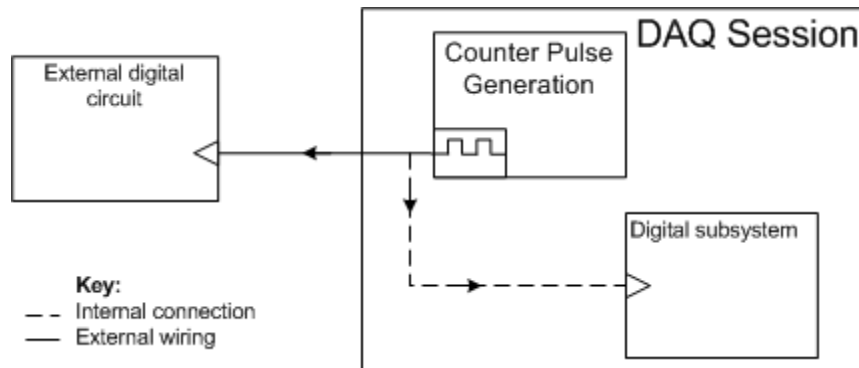 DAQ Session
Counter Pulse
Generation
External digital
circuit
Digital subsystem
Key:
Internal connection
External wiring